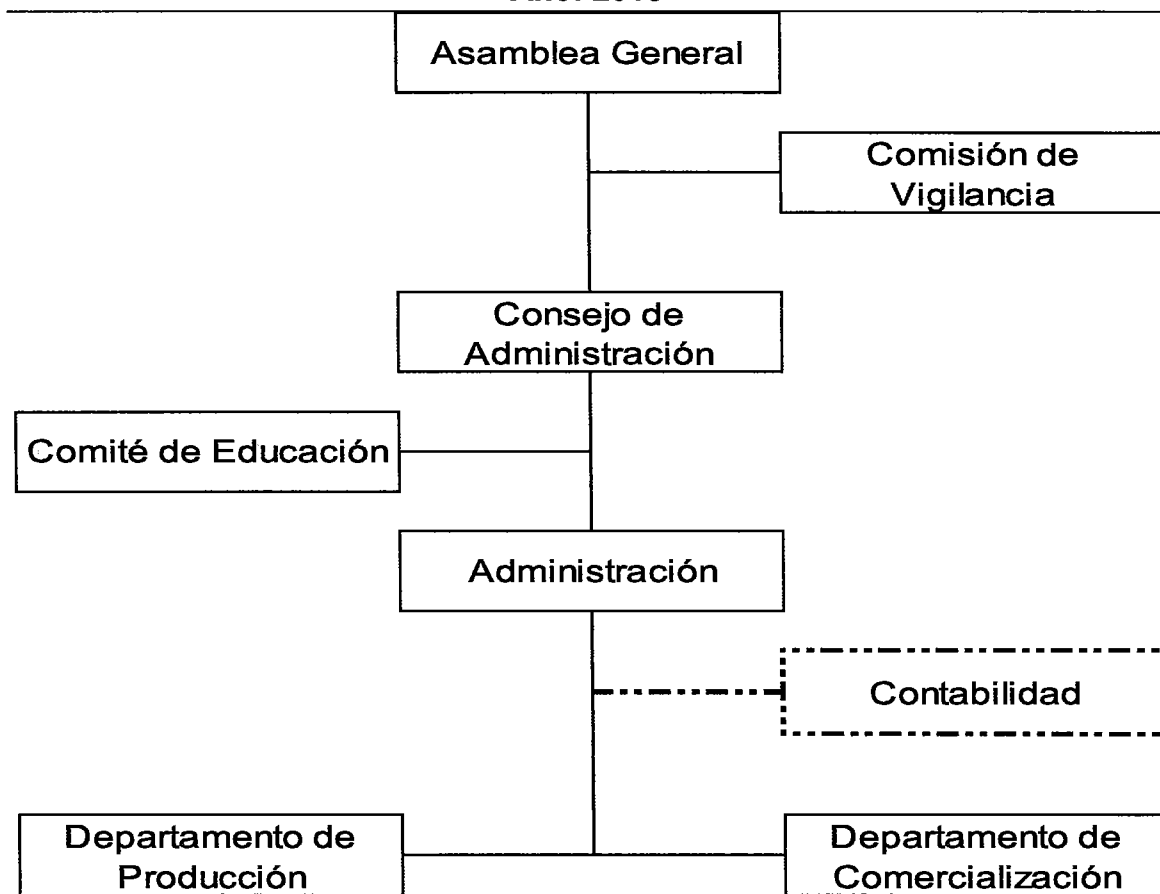 Asamblea General
Comisión de
Vigilancia
Consejo de
Administración
Comité de Educación
Administración
Contabilidad
Departamento de
Producción
Departamento de
Comercialización